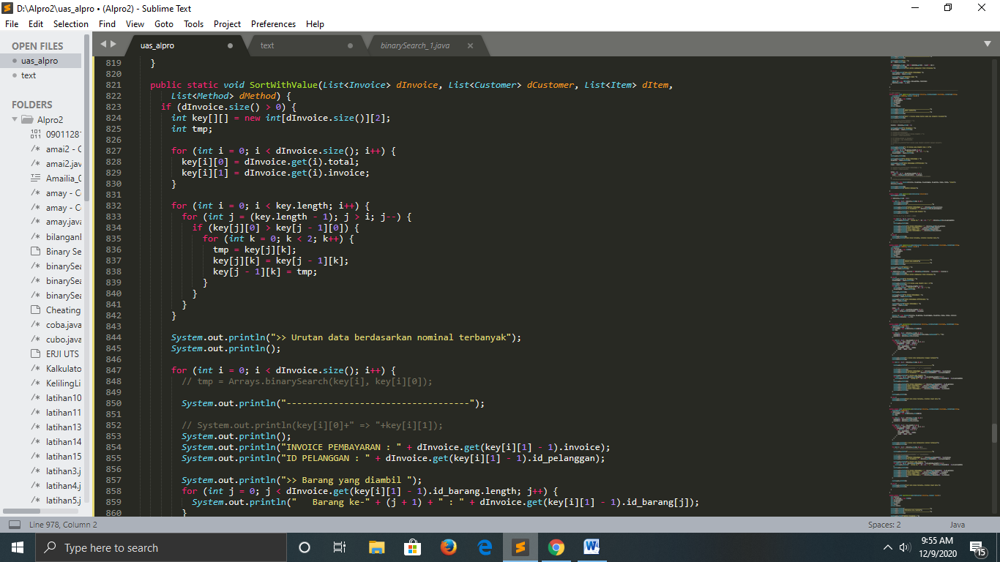 D:\Alpro2\uas_alpro • (Alpro2) - Sublime Text
File Edit Selection Find View Goto Tools Project Preferences Help
OPEN FILES
uas_alpro
text
FOLDERS
Alpro2
09011281
amai2 - C
amai2.jav
Amailia_0
amay - C
amay - C
amay.java
bilanganl
Binary Se
binarySea
binarySea
binarySea
Cheating
coba.java
cubo.java
ERJI UTS
Kalkulato
KelilingLi
latihan10
latihan11
latihan13
latihan14
latihan15
latihan3.j
latihan4.j
latihan5.j
uas_alpro text binarySearch_1.java
819 }
820
821 public static void SortWithValue(List<Invoice> dInvoice, List<Customer> dCustomer, List<Item> dItem,
822 List<Method> dMethod) {
823 if (dInvoice.size() > 0) {
824 int key[][] = new int[dInvoice.size()][2];
825 int tmp;
826
827 for (int i = 0; i < dInvoice.size(); i++) {
828 key[i][0] = dInvoice.get(i).total;
829 key[i][1] = dInvoice.get(i).invoice;
830 }
831
832 for (int i = 0; i < key.length; i++) {
833 for (int j = (key.length - 1); j > i; j--) {
834 if (key[j][0] > key[j - 1][0]) {
835 for (int k = 0; k < 2; k++) {
836 tmp = key[j][k];
837 key[j][k] = key[j - 1][k];
838 key[j - 1][k] = tmp;
839 }
840 }
841 }
842 }
843
844 System.out.println(">> Urutan data berdasarkan nominal terbanyak");
845 System.out.println();
846
847 for (int i = 0; i < dInvoice.size(); i++) {
848 // tmp = Arrays.binarySearch(key[i], key[i][0]);
849
850 System.out.println("-----------------------------------");
851
852 // System.out.println(key[i][0]+" => "+key[i][1]);
853 System.out.println();
854 System.out.println("INVOICE PEMBAYARAN : " + dInvoice.get(key[i][1] - 1).invoice);
855 System.out.println("ID PELANGGAN : " + dInvoice.get(key[i][1] - 1).id_pelanggan);
856
857 System.out.println(">> Barang yang diambil ");
858 for (int j = 0; j < dInvoice.get(key[i][1] - 1).id_barang.length; j++) {
859 System.out.println("   Barang ke-" + (j + 1) + " : " + dInvoice.get(key[i][1] - 1).id_barang[j]);
860 }
Line 978, Column 2
Spaces: 2
Java
Type here to search
9:55 AM
12/9/2020
15